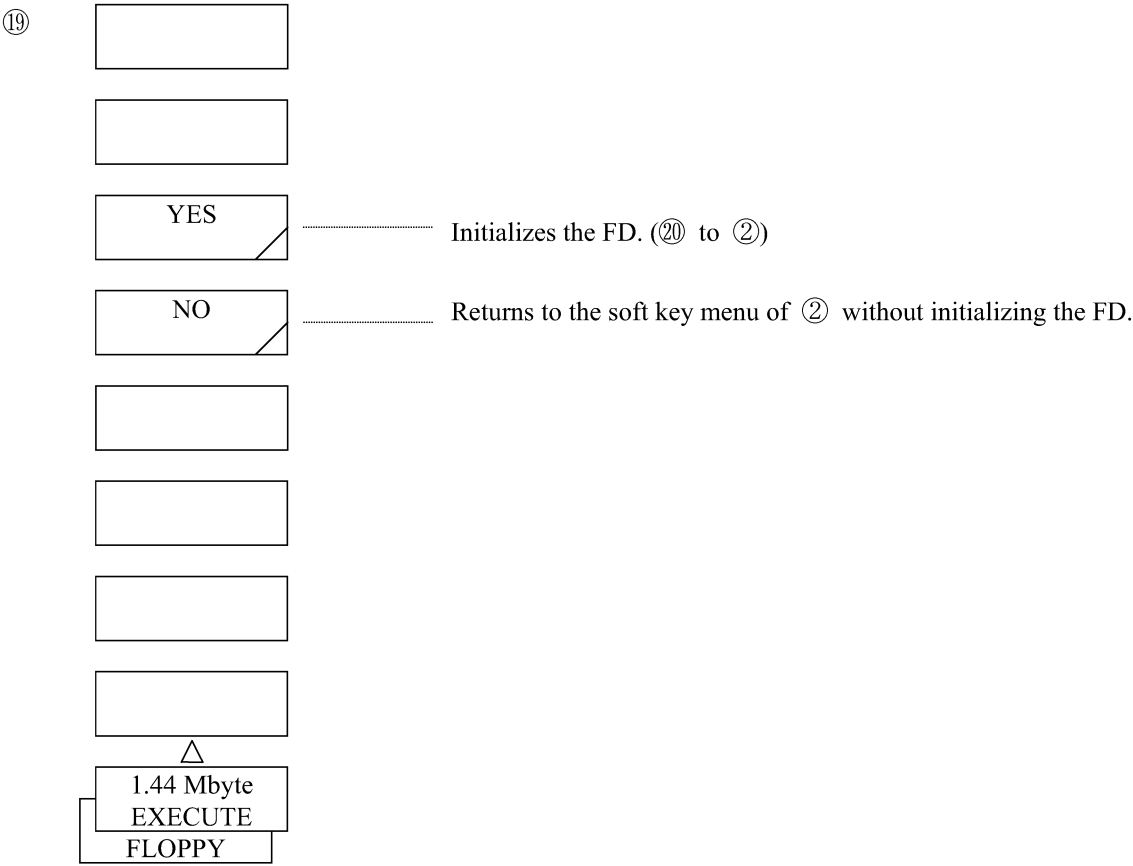 ⑲
YES
Initializes the FD. (⑳ to ②)
NO
Returns to the soft key menu of ② without initializing the FD.
1.44 Mbyte
EXECUTE
FLOPPY